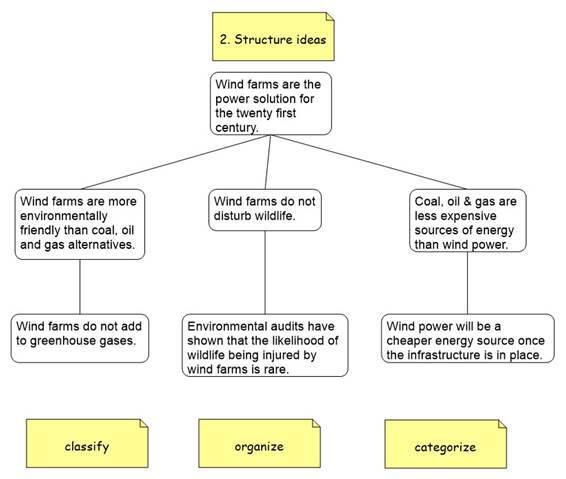 2. Structure ideas
Wind farms are the
power solution for
the twenty first
century.
Wind farms are more
environmentally
friendly than coal, oil
and gas alternatives.
Wind farms do not
disturb wildlife.
Coal, oil & gas are
less expensive
sources of energy
than wind power.
Wind farms do not add
to greenhouse gases.
Environmental audits have
shown that the likelihood of
wildlife being injured by
wind farms is rare.
Wind power will be a
cheaper energy source once
the infrastructure is in place.
classify
organize
categorize